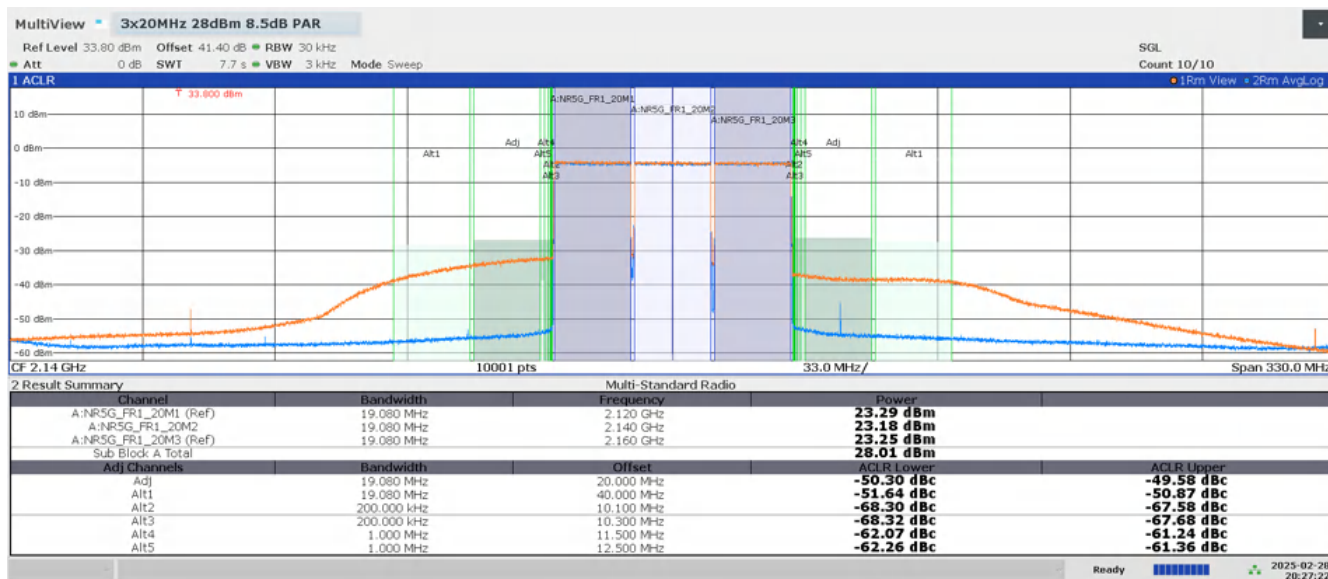 MultiView 3x20MHz 28dBm 8.5dB PAR
Ref Level 33.80 dBm Offset 41.40 dB RBW 30 kHz SGL
Att 0 dB SWT 7.7 s VBW 3 kHz Mode Sweep Count 10/10
1 ACLR 1Rm View 2Rm AvgLog
33.800 dBm
A:NR5G_FR1_20M1
A:NR5G_FR1_20M2
A:NR5G_FR1_20M3
10 dBm
0 dBm
Adj Alt4 Alt4 Adj
Alt1 Alt5 Alt5 Alt1
Alt2 Alt2
Alt3 Alt3
-10 dBm
-20 dBm
-30 dBm
-40 dBm
-50 dBm
-60 dBm
CF 2.14 GHz 10001 pts 33.0 MHz/ Span 330.0 MHz
2 Result Summary Multi-Standard Radio
Channel Bandwidth Frequency Power
A:NR5G_FR1_20M1 (Ref) 19.080 MHz 2.120 GHz 23.29 dBm
A:NR5G_FR1_20M2 19.080 MHz 2.140 GHz 23.18 dBm
A:NR5G_FR1_20M3 (Ref) 19.080 MHz 2.160 GHz 23.25 dBm
Sub Block A Total 28.01 dBm
Adj Channels Bandwidth Offset ACLR Lower ACLR Upper
Adj 19.080 MHz 20.000 MHz -50.30 dBc -49.58 dBc
Alt1 19.080 MHz 40.000 MHz -51.64 dBc -50.87 dBc
Alt2 200.000 kHz 10.100 MHz -68.30 dBc -67.58 dBc
Alt3 200.000 kHz 10.300 MHz -68.32 dBc -67.68 dBc
Alt4 1.000 MHz 11.500 MHz -62.07 dBc -61.24 dBc
Alt5 1.000 MHz 12.500 MHz -62.26 dBc -61.36 dBc
Ready 2025-02-28